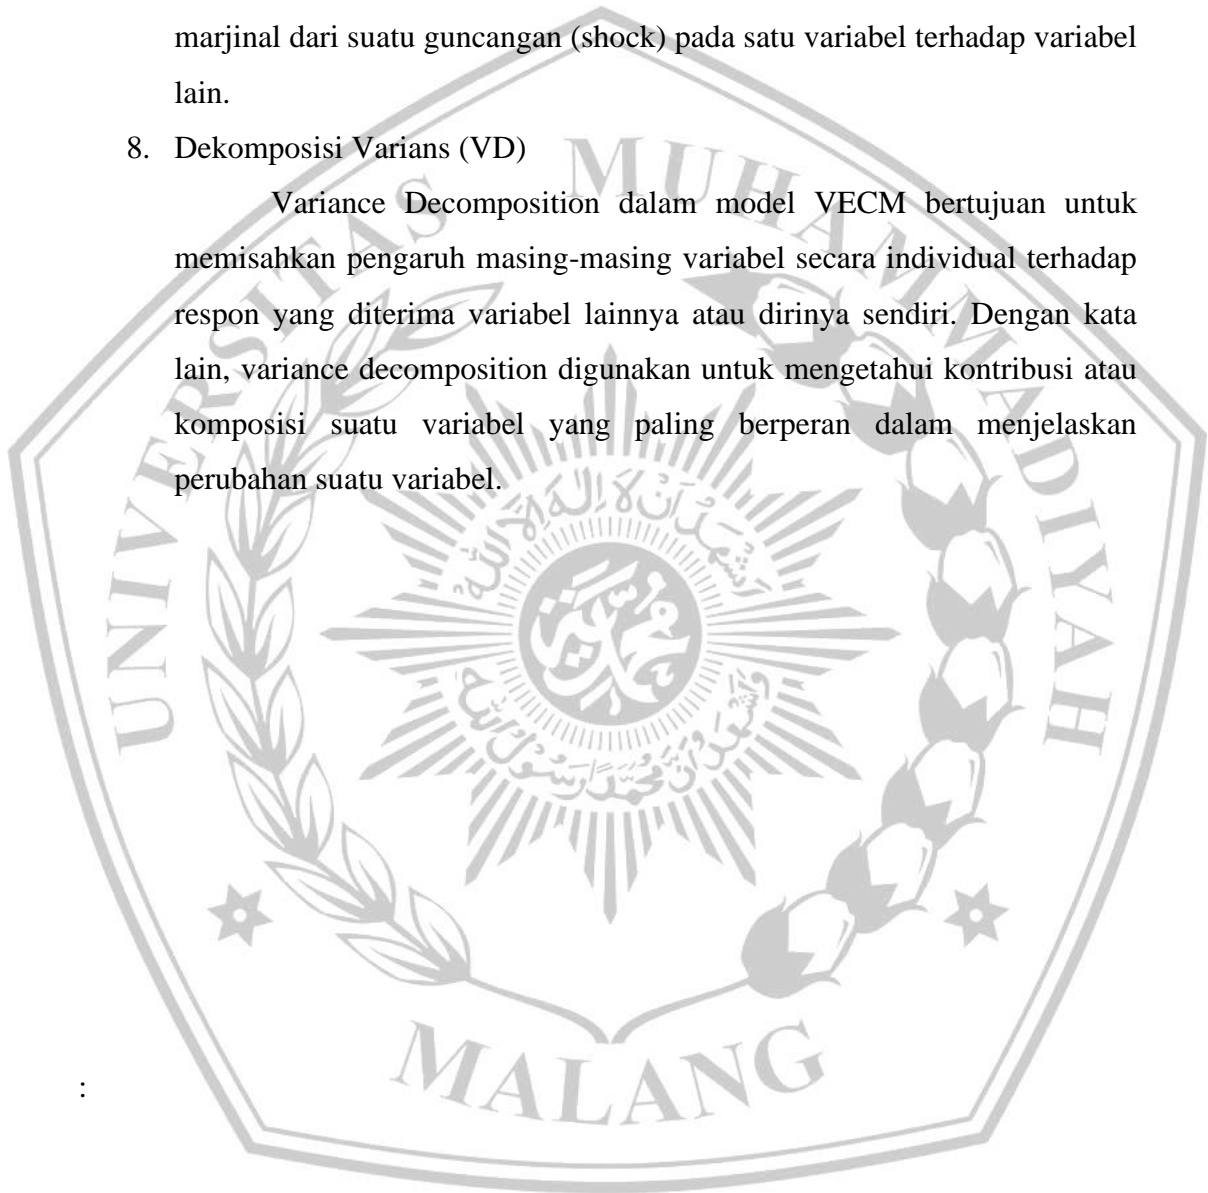 marjinal dari suatu guncangan (shock) pada satu variabel terhadap variabel
lain.
8. Dekomposisi Varians (VD)
Variance Decomposition dalam model VECM bertujuan untuk
memisahkan pengaruh masing-masing variabel secara individual terhadap
respon yang diterima variabel lainnya atau dirinya sendiri. Dengan kata
lain, variance decomposition digunakan untuk mengetahui kontribusi atau
komposisi suatu variabel yang paling berperan dalam menjelaskan
perubahan suatu variabel.
:
UNIVERSITAS MUHAMMADIYAH
MALANG